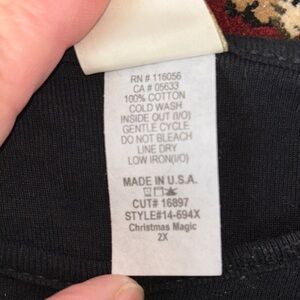 RN # 116056
CA # 05633
100% COTTON
COLD WASH
INSIDE OUT (I/O)
GENTLE CYCLE
DO NOT BLEACH
LINE DRY
LOW IRON(I/O)
MADE IN U.S.A.
CUT# 16897
STYLE#14-694X
Christmas Magic
2X